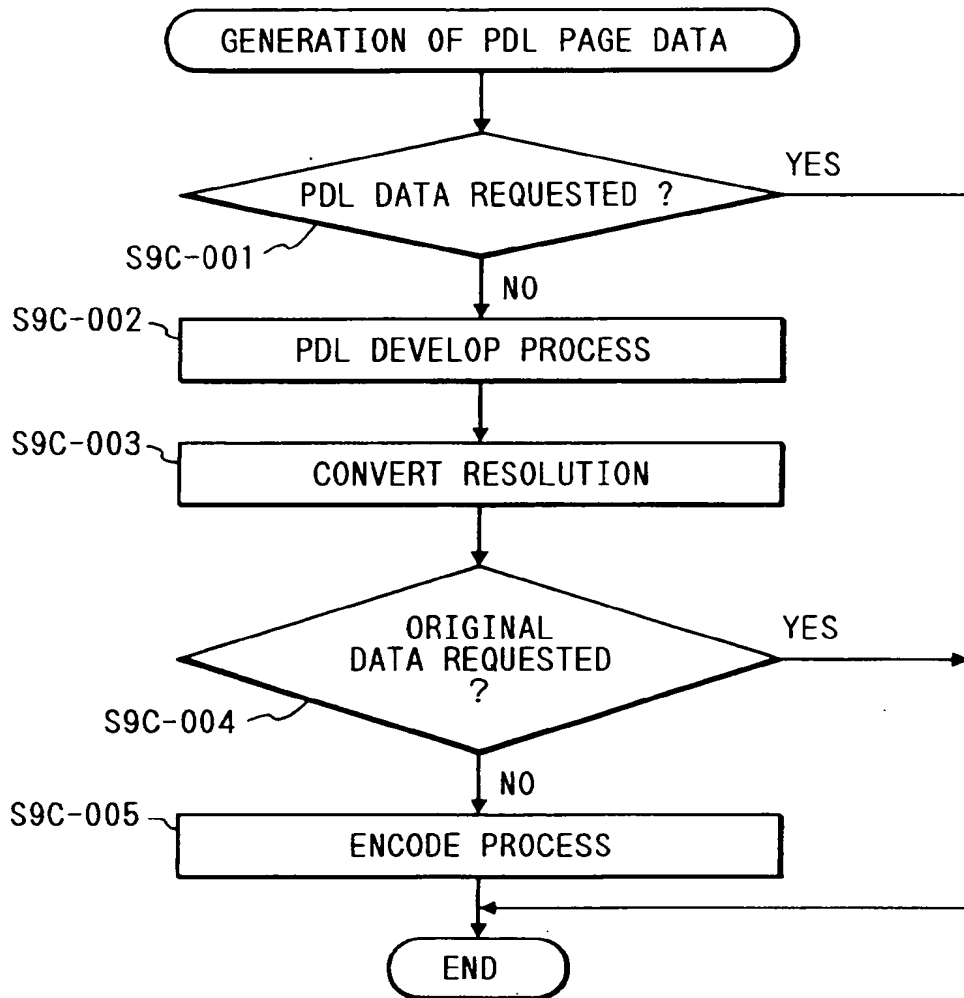 GENERATION OF PDL PAGE DATA
YES
PDL DATA REQUESTED ?
S9C-001
NO
S9C-002
PDL DEVELOP PROCESS
S9C-003
CONVERT RESOLUTION
ORIGINAL
DATA REQUESTED
?
YES
S9C-004
NO
S9C-005
ENCODE PROCESS
END